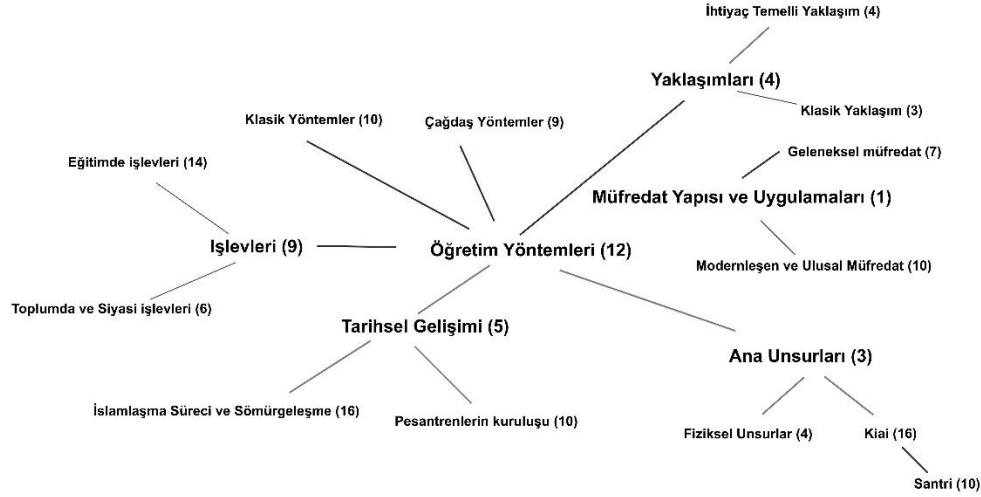 İhtiyaç Temelli Yaklaşım (4)
Yaklaşımları (4)
Klasik Yaklaşım (3)
Klasik Yöntemler (10)
Çağdaş Yöntemler (9)
Geleneksel müfredat (7)
Eğitimde işlevleri (14)
Müfredat Yapısı ve Uygulamaları (1)
Işlevleri (9)
Öğretim Yöntemleri (12)
Modernleşen ve Ulusal Müfredat (10)
Toplumda ve Siyasi işlevleri (6)
Tarihsel Gelişimi (5)
Ana Unsurları (3)
İslamlaşma Süreci ve Sömürgeleşme (16)
Pesantrenlerin kuruluşu (10)
Fiziksel Unsurlar (4)
Kiai (16)
Santri (10)